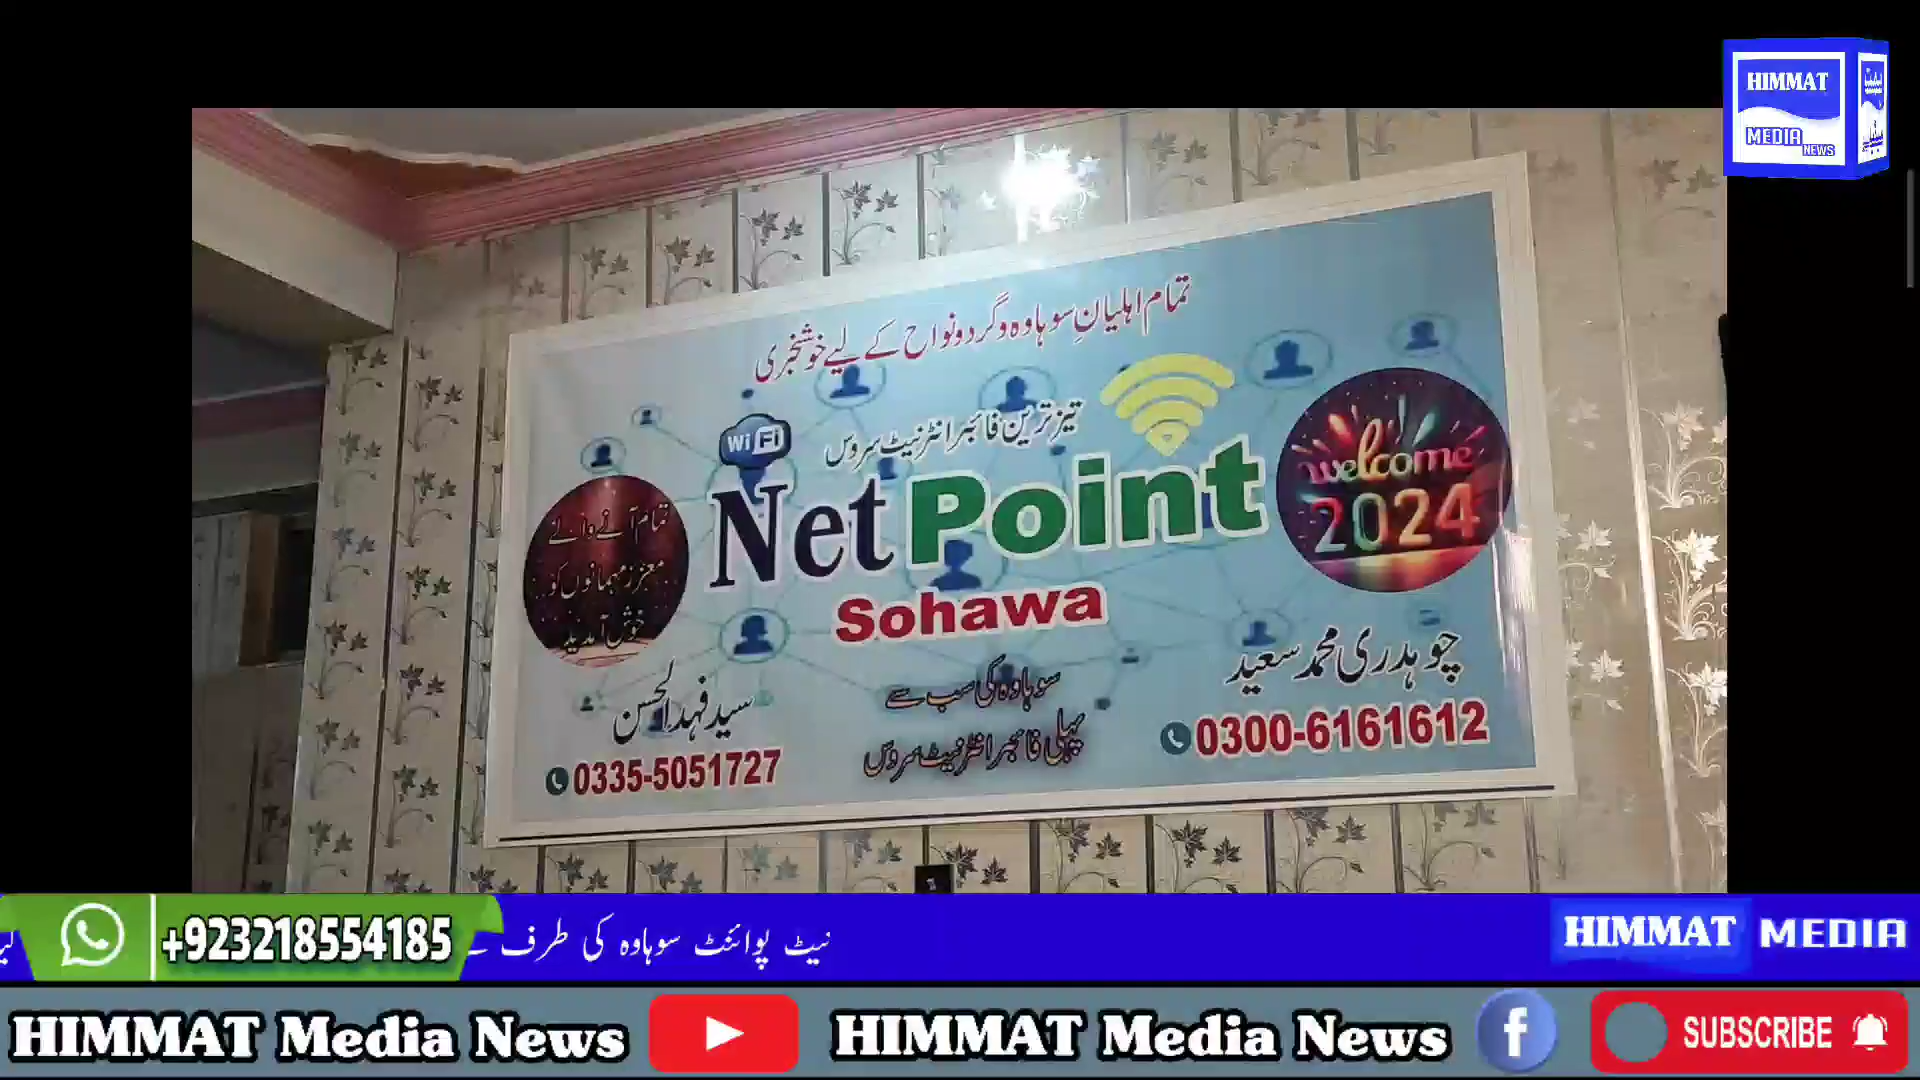 HIMMAT
MEDIA
NEWS
تمام اہلیانِ سوہاوہ و گردونواح کے لیے خوشخبری
تیز ترین فائبر انٹرنیٹ سروس
WiFi
Net Point
Sohawa
welcome
2024
تمام آنے والے
معزز مہمانوں کو
خوش آمدید
سید فہد الحسن
0335-5051727
سوہاوہ کی سب سے
پہلی فائبر انٹرنیٹ سروس
چوہدری محمد سعید
0300-6161612
+923218554185
نیٹ پوائنٹ سوہاوہ کی طرف
HIMMAT MEDIA
HIMMAT Media News HIMMAT Media News SUBSCRIBE